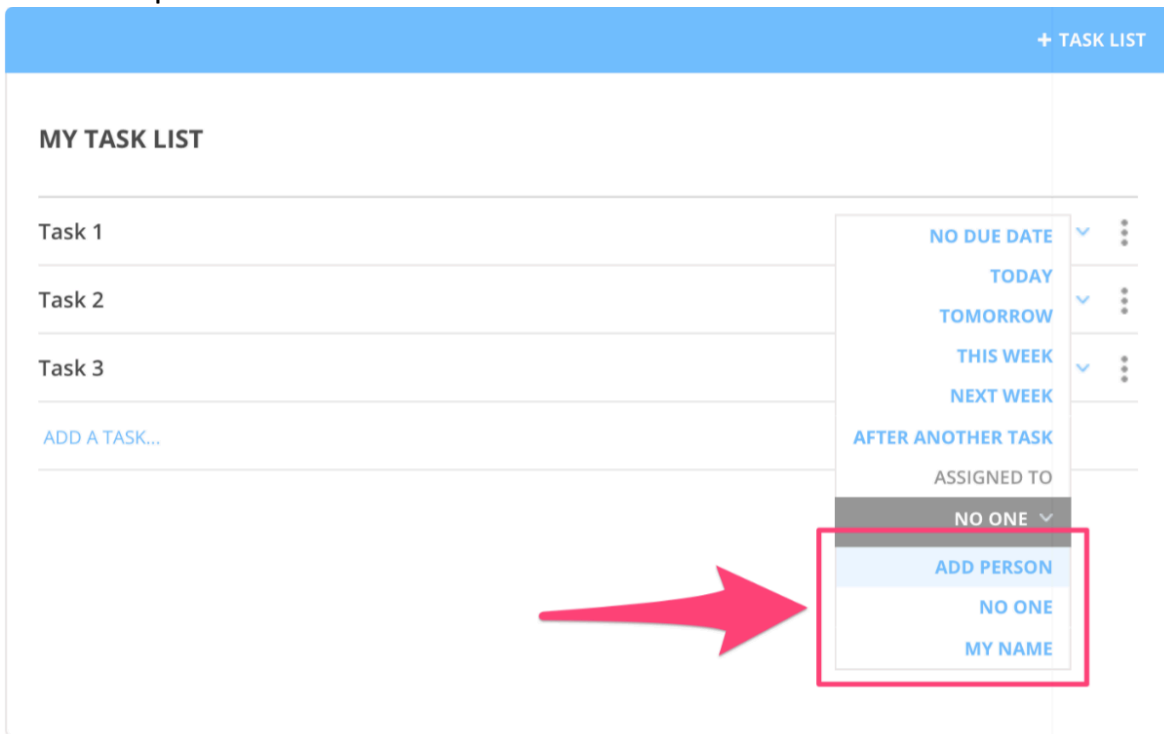 + TASK LIST
MY TASK LIST
Task 1
Task 2
Task 3
ADD A TASK...
NO DUE DATE
TODAY
TOMORROW
THIS WEEK
NEXT WEEK
AFTER ANOTHER TASK
ASSIGNED TO
NO ONE
ADD PERSON
NO ONE
MY NAME